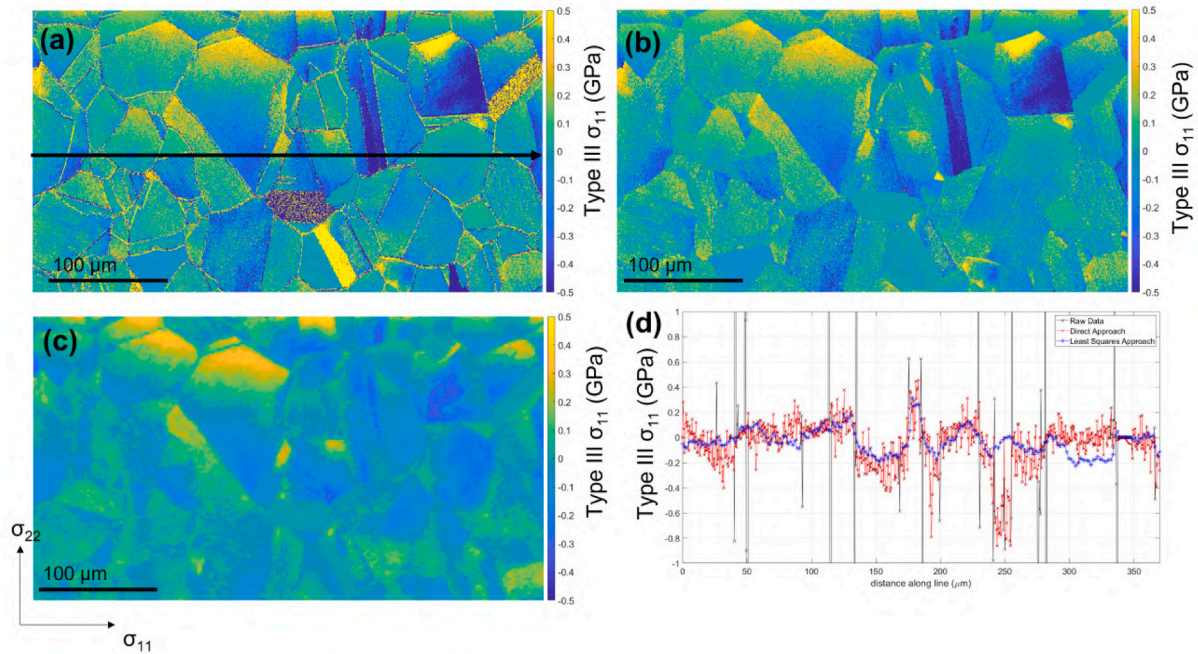 (a)
100 μm
0.5
0.4
0.3
0.2
0.1
0
-0.1
-0.2
-0.3
-0.4
-0.5
Type III σ11 (GPa)
(b)
100 μm
0.5
0.4
0.3
0.2
0.1
0
-0.1
-0.2
-0.3
-0.4
-0.5
Type III σ11 (GPa)
(c)
100 μm
0.5
0.4
0.3
0.2
0.1
0
-0.1
-0.2
-0.3
-0.4
-0.5
Type III σ11 (GPa)
σ22
σ11
(d)
Raw Data
Direct Approach
Least Squares Approach
Type III σ11 (GPa)
1
0.8
0.6
0.4
0.2
0
-0.2
-0.4
-0.6
-0.8
-1
0 50 100 150 200 250 300 350
distance along line (μm)